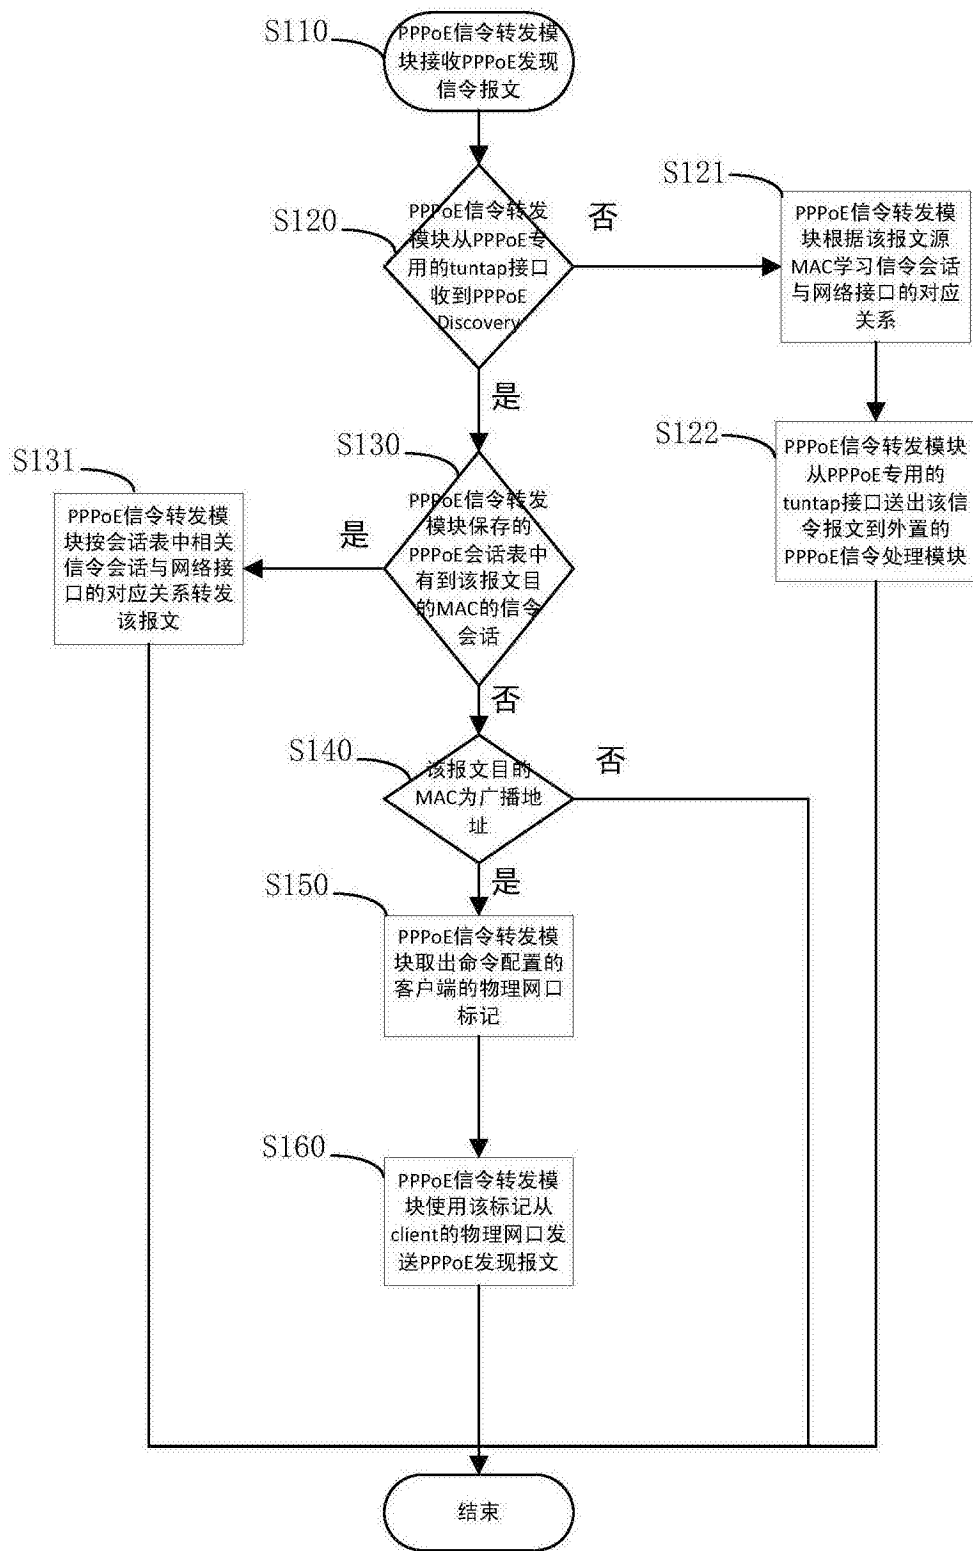 S110
PPPoE信令转发模
块接收PPPoE发现
信令报文
S120
PPPoE信令转发
模块从PPPoE专
用的tuntap接口
收到PPPoE
Discovery
否
S121
PPPoE信令转发模
块根据该报文源
MAC学习信令会话
与网络接口的对应
关系
是
S122
PPPoE信令转发模块
从PPPoE专用的
tuntap接口送出该信
令报文到外置的
PPPoE信令处理模块
S130
PPPoE信令转发
模块保存的
PPPoE会话表中
有到该报文目
的MAC的信令
会话
是
S131
PPPoE信令转发模
块按会话表中相关
信令会话与网络接
口的对应关系转发
该报文
否
S140
该报文目的
MAC为广播地
址
否
是
S150
PPPoE信令转发模
块取出命令配置的
客户端的物理网口
标记
S160
PPPoE信令转发模
块使用该标记从
client的物理网口发
送PPPoE发现报文
结束